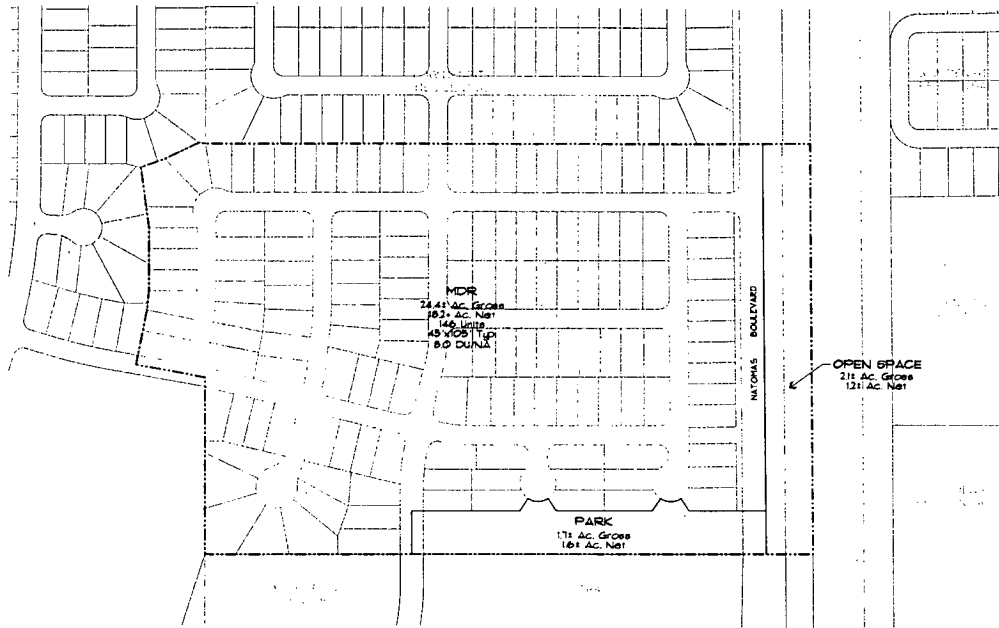 MDR
24.4± Ac. Gross
18.2± Ac. Net
146 Units
45'x105' Typ.
8.0 DU/NA
NATOMAS BOULEVARD
OPEN SPACE
2.1± Ac. Gross
1.2± Ac. Net
PARK
1.7± Ac. Gross
1.6± Ac. Net